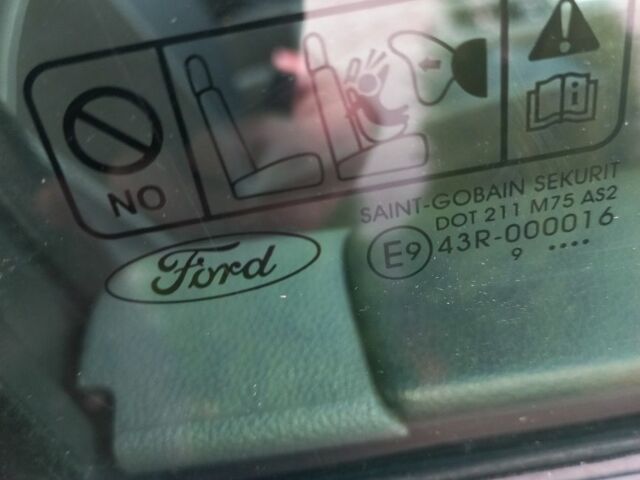 NO
SAINT-GOBAIN SEKURIT
DOT 211 M75 AS2
E9 43R-000016
9 ....
Ford